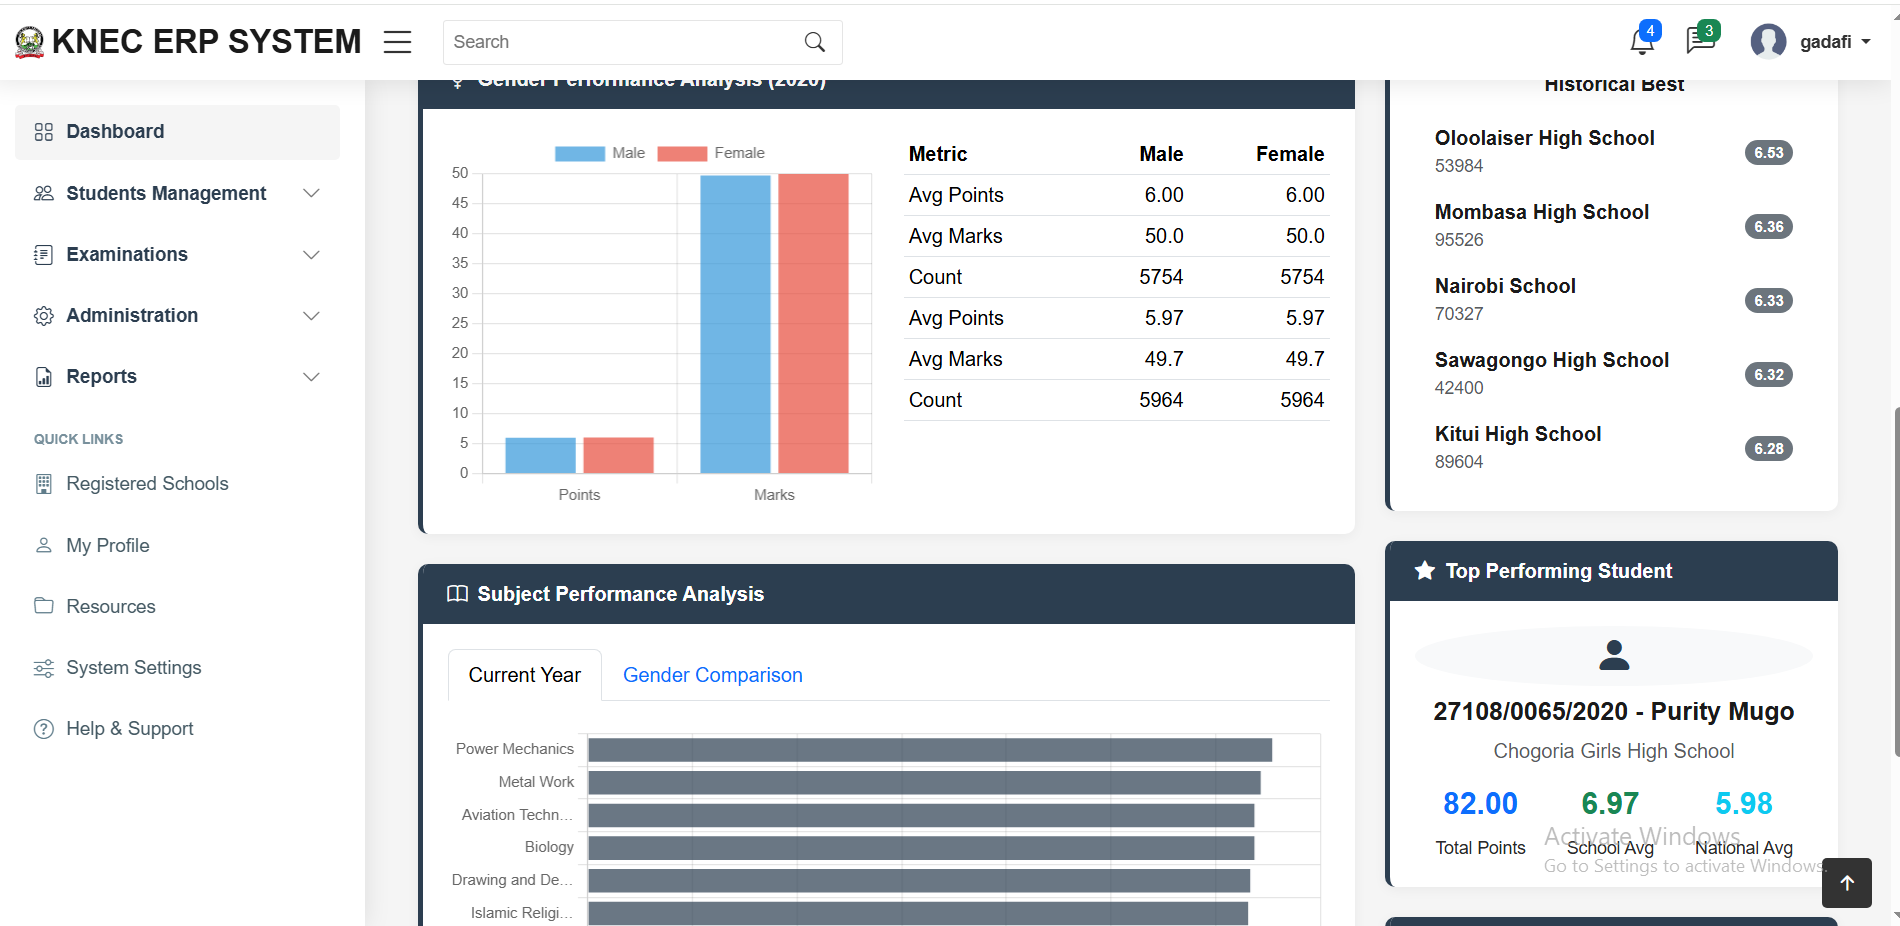 KNEC ERP SYSTEM
Search
4
3
gadafi
Dashboard
Students Management
Examinations
Administration
Reports
QUICK LINKS
Registered Schools
My Profile
Resources
System Settings
Help & Support
Gender Performance Analysis (2020)
Male Female
50
45
40
35
30
25
20
15
10
5
0
Points Marks
Metric Male Female
Avg Points 6.00 6.00
Avg Marks 50.0 50.0
Count 5754 5754
Avg Points 5.97 5.97
Avg Marks 49.7 49.7
Count 5964 5964
Subject Performance Analysis
Current Year Gender Comparison
Power Mechanics
Metal Work
Aviation Techn...
Biology
Drawing and De...
Islamic Religi...
Historical Best
Oloolaiser High School
53984
6.53
Mombasa High School
95526
6.36
Nairobi School
70327
6.33
Sawagongo High School
42400
6.32
Kitui High School
89604
6.28
Top Performing Student
27108/0065/2020 - Purity Mugo
Chogoria Girls High School
82.00 6.97 5.98
Total Points School Avg National Avg
Activate Windows
Go to Settings to activate Windows.